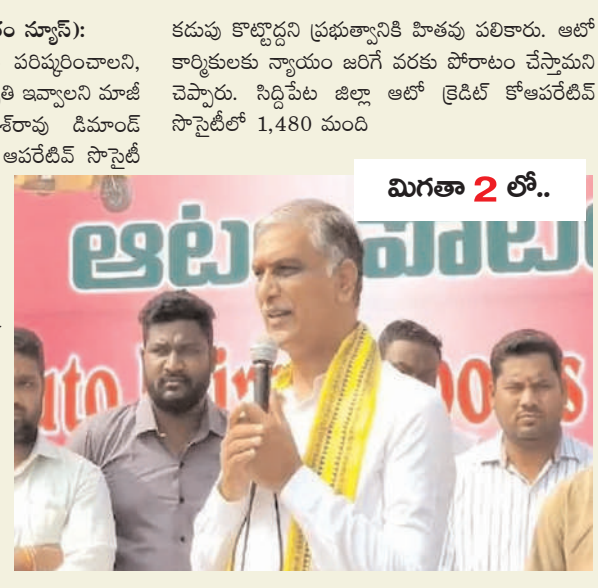 ం న్యూస్):
పరిష్కరించాలని,
తి ఇవ్వాలని మాజీ
శ్‌రావు డిమాండ్
ఆపరేటివ్ సొసైటీ
కడుపు కొట్టొద్దని ప్రభుత్వానికి హితవు పలికారు. ఆటో
కార్మికులకు న్యాయం జరిగే వరకు పోరాటం చేస్తామని
చెప్పారు. సిద్దిపేట జిల్లా ఆటో క్రెడిట్ కోఆపరేటివ్
సొసైటీలో 1,480 మంది
మిగతా 2 లో..
ఆట పోటీ